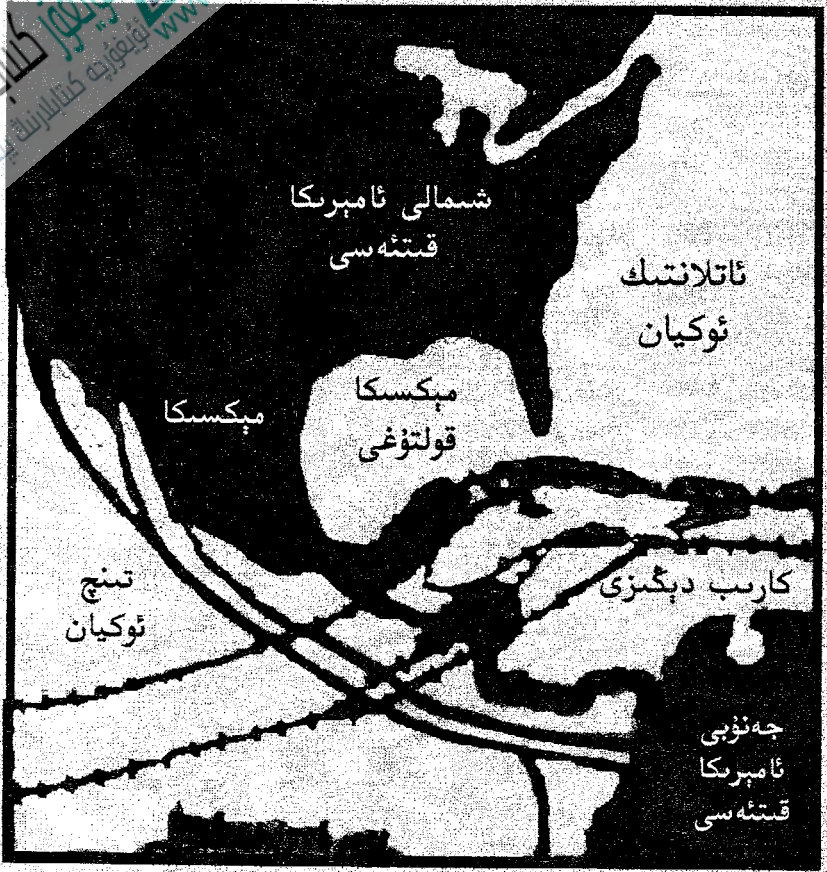 شىمالى ئامېرىكا
قىتئەسى
ئاتلانتىك
ئوكيان
مېكسىكا
قولتۇغى
مېكسىكا
تىنچ
ئوكيان
كارىب دېڭىزى
جەنۇبى
ئامېرىكا
قىتئەسى